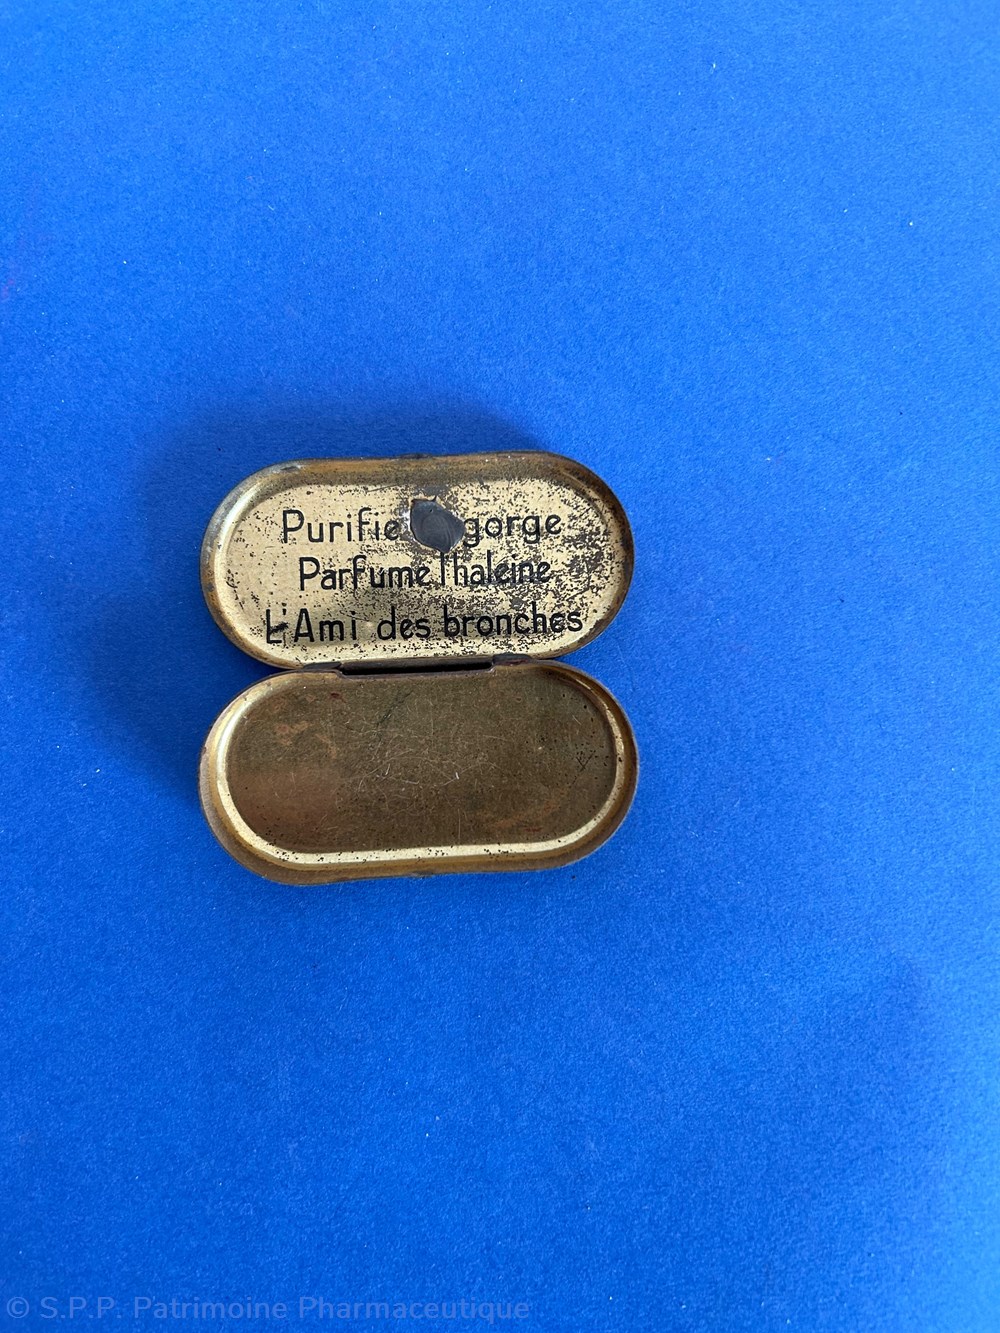 Purifie gorge
Parfume l'haleine
L'Ami des bronches
© S.P.P. Patrimoine Pharmaceutique